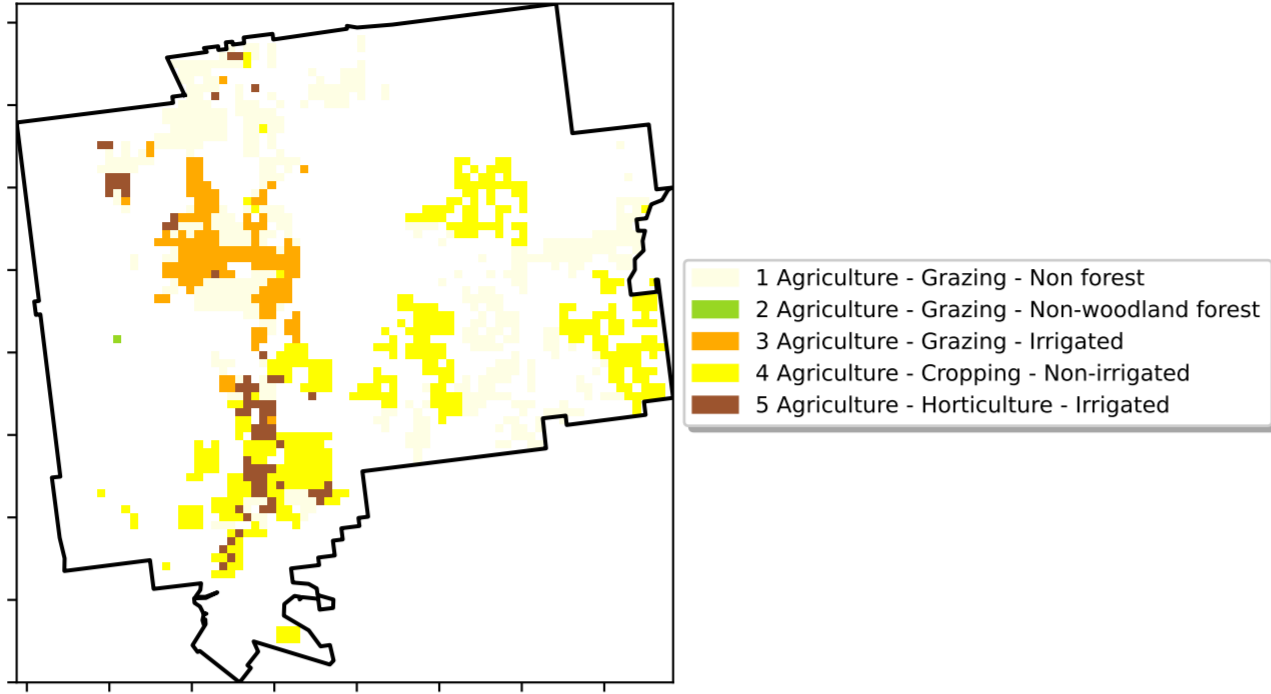 1 Agriculture - Grazing - Non forest
2 Agriculture - Grazing - Non-woodland forest
3 Agriculture - Grazing - Irrigated
4 Agriculture - Cropping - Non-irrigated
5 Agriculture - Horticulture - Irrigated